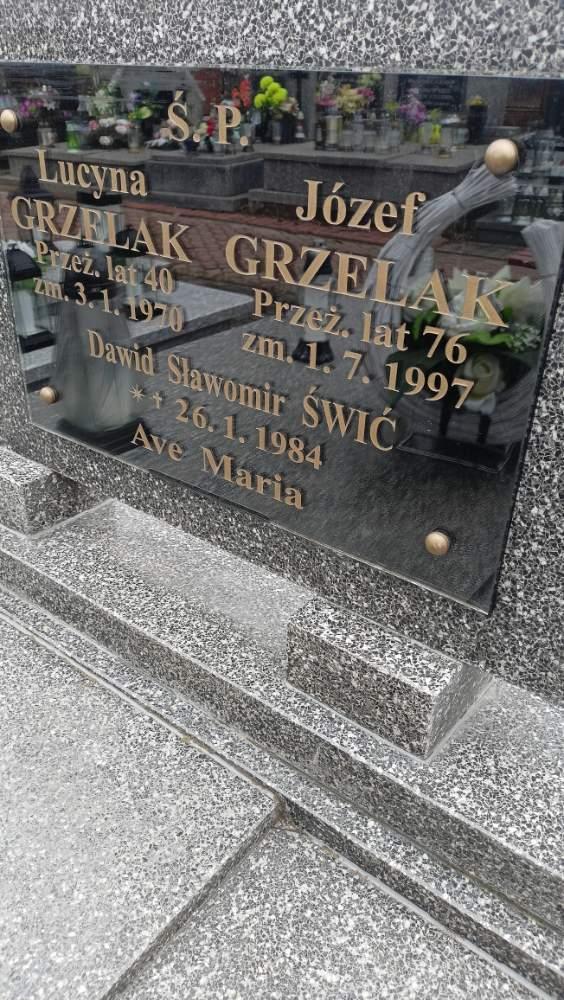 Ś. P.
Lucyna
GRZELAK
Przeż. lat 40
zm. 3. 1. 1970
Józef
GRZELAK
Przeż. lat 76
zm. 1. 7. 1997
Dawid Sławomir ŚWIĆ
* † 26. 1. 1984
Ave Maria